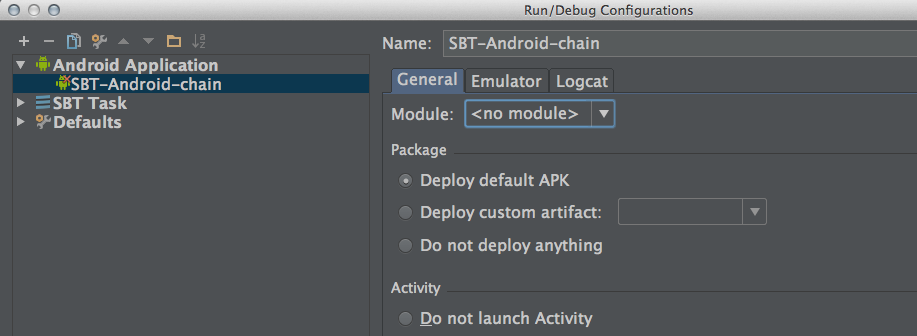 Run/Debug Configurations
Name: SBT-Android-chain
Android Application
SBT-Android-chain
SBT Task
Defaults
General Emulator Logcat
Module: <no module>
Package
Deploy default APK
Deploy custom artifact:
Do not deploy anything
Activity
Do not launch Activity